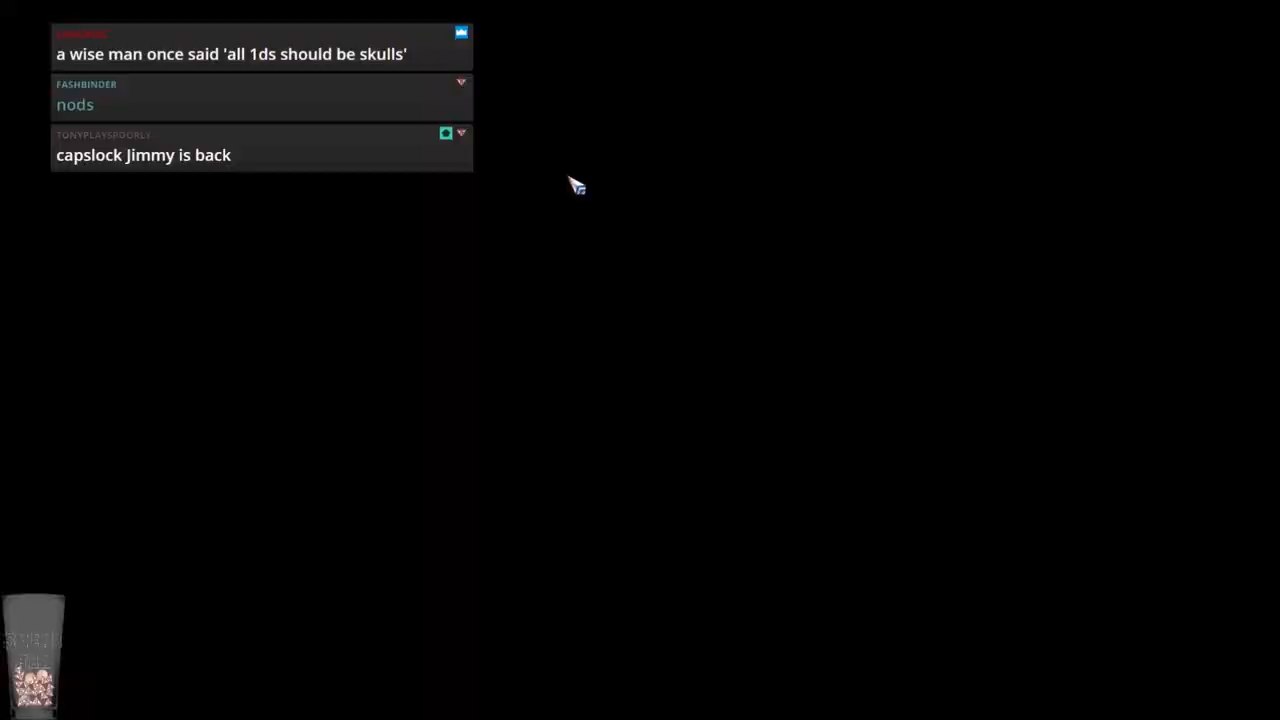 a wise man once said 'all 1ds should be skulls'
FASHBINDER
nods
TONYPLAYSPOORLY
capslock Jimmy is back